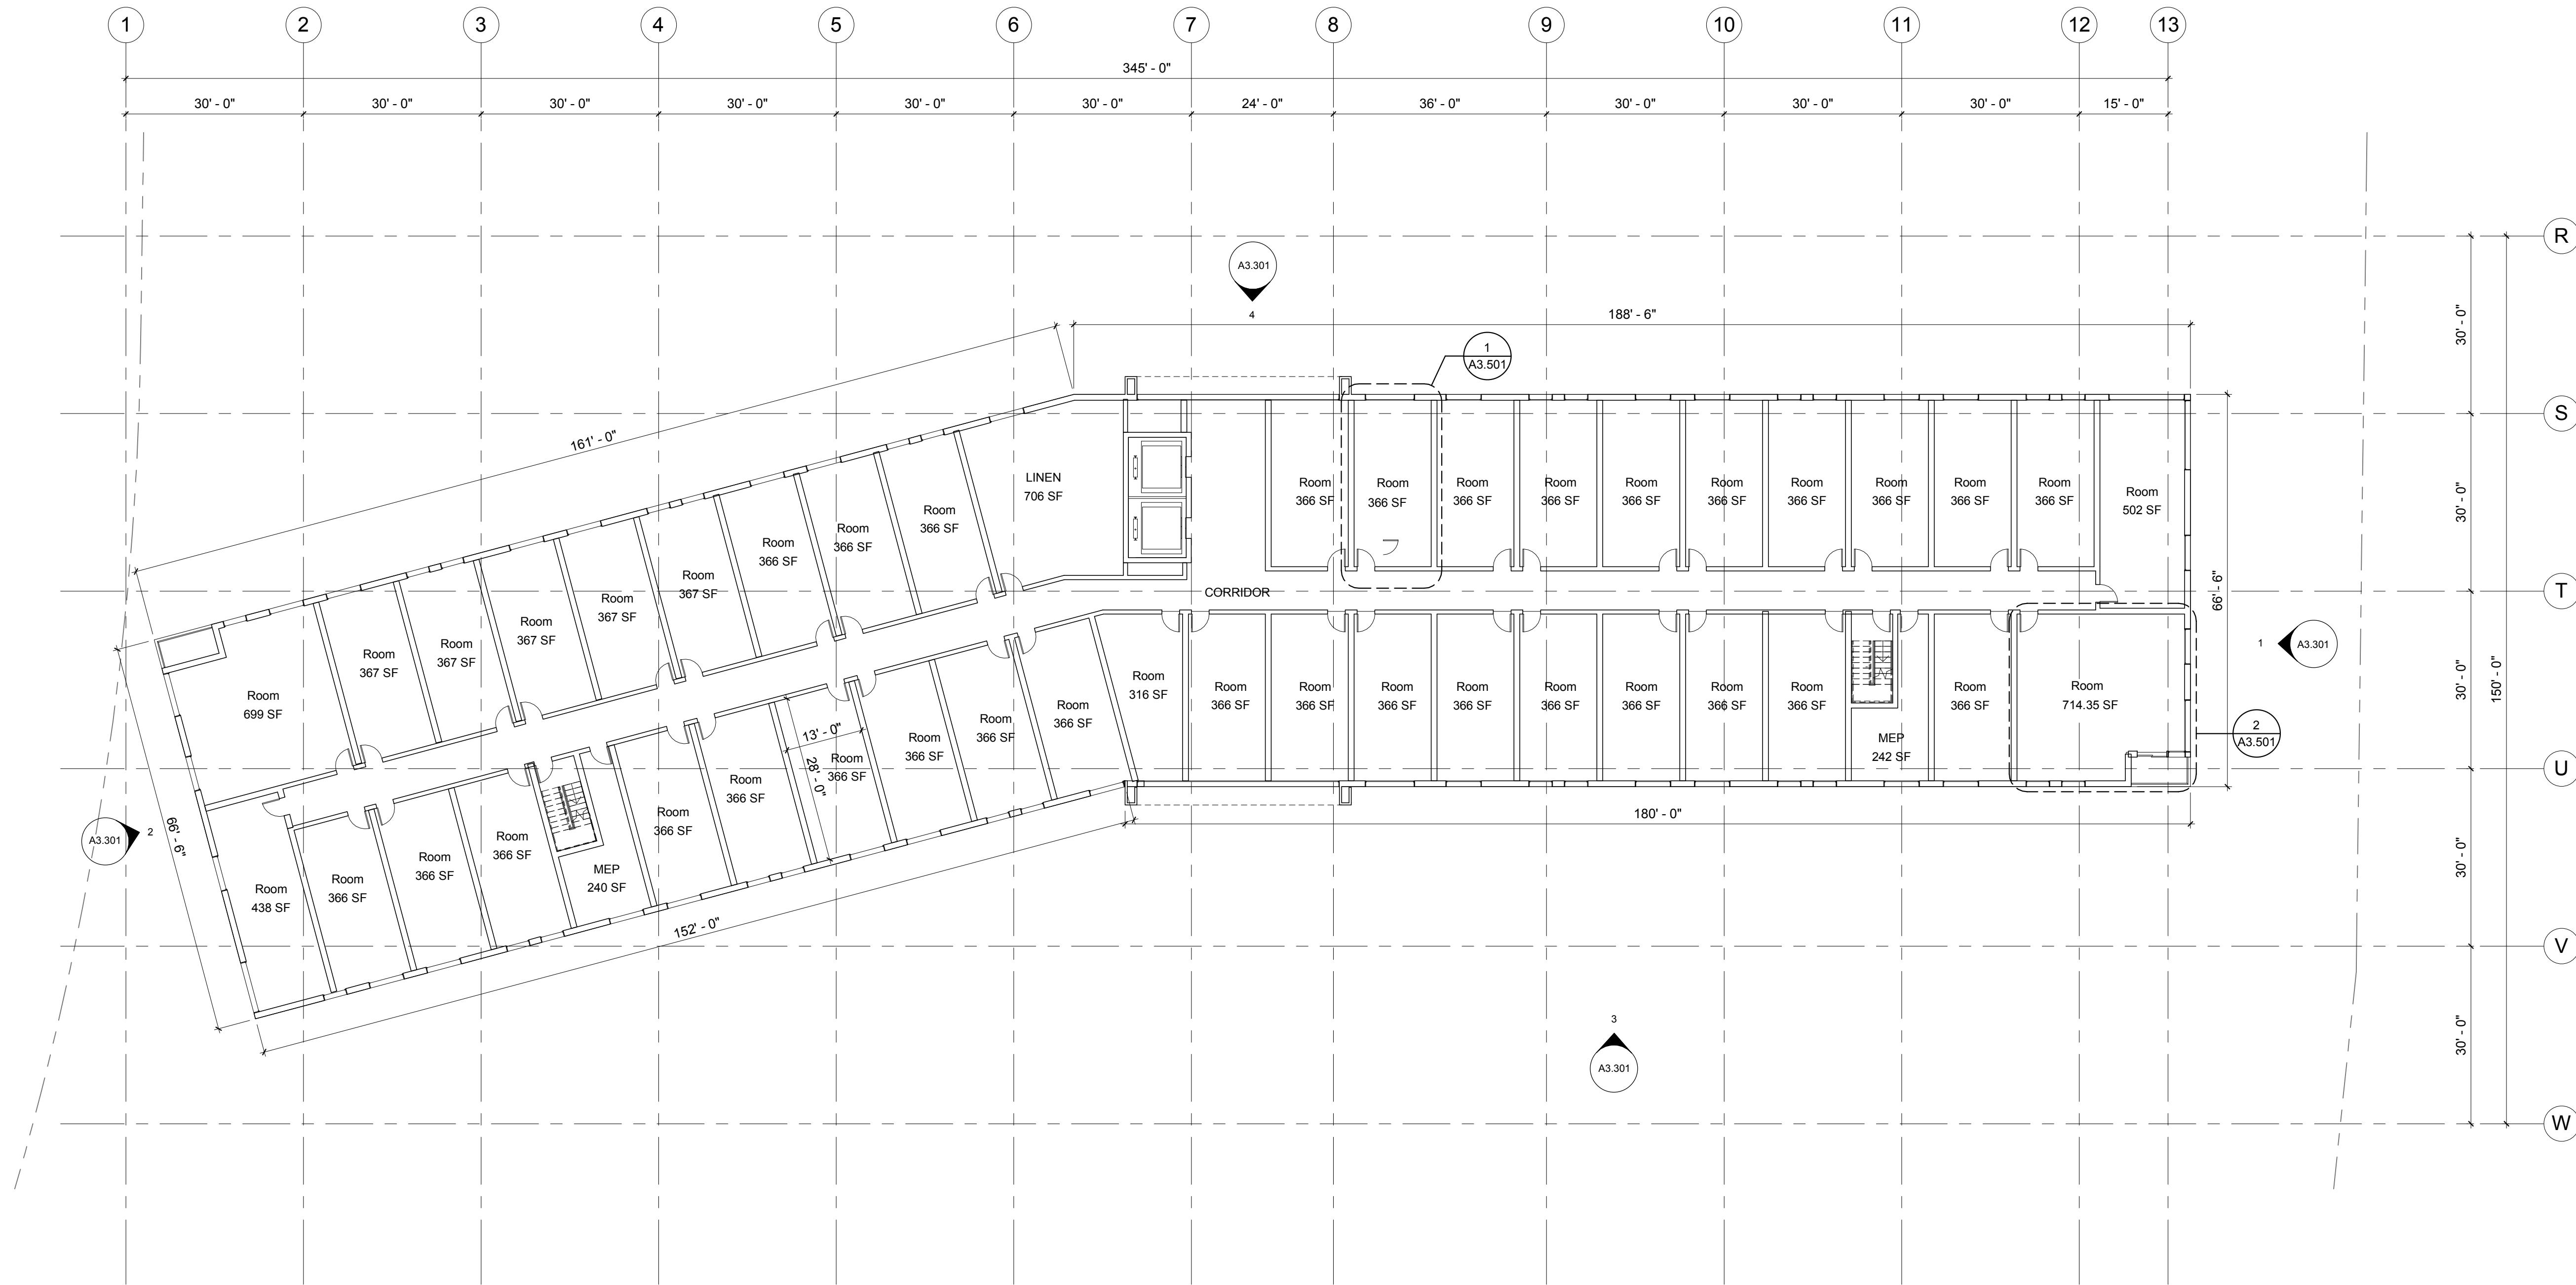 1 2 3 4 5 6 7 8 9 10 11 12 13
345' - 0"
30' - 0" 30' - 0" 30' - 0" 30' - 0" 30' - 0" 30' - 0" 24' - 0" 36' - 0" 30' - 0" 30' - 0" 30' - 0" 15' - 0"
R
A3.301
4
188' - 6"
30' - 0"
1
A3.501
S
161' - 0"
LINEN
706 SF
Room
366 SF
Room
366 SF
Room
366 SF
Room
366 SF
Room
366 SF
Room
366 SF
Room
366 SF
Room
366 SF
Room
366 SF
Room
366 SF
Room
502 SF
30' - 0"
Room
366 SF
Room
366 SF
Room
366 SF
Room
367 SF
Room
367 SF
Room
367 SF
Room
367 SF
Room
367 SF
Room
699 SF
CORRIDOR
T
66' - 6"
1
A3.301
30' - 0"
150' - 0"
Room
316 SF
Room
366 SF
Room
366 SF
Room
366 SF
Room
366 SF
Room
366 SF
Room
366 SF
Room
366 SF
Room
366 SF
MEP
242 SF
Room
366 SF
Room
714.35 SF
2
A3.501
Room
366 SF
Room
366 SF
Room
366 SF
13' - 0"
28' - 0"
Room
366 SF
Room
366 SF
Room
366 SF
MEP
240 SF
Room
366 SF
Room
366 SF
Room
366 SF
Room
438 SF
U
A3.301
2
66' - 6"
180' - 0"
30' - 0"
152' - 0"
V
3
A3.301
30' - 0"
W